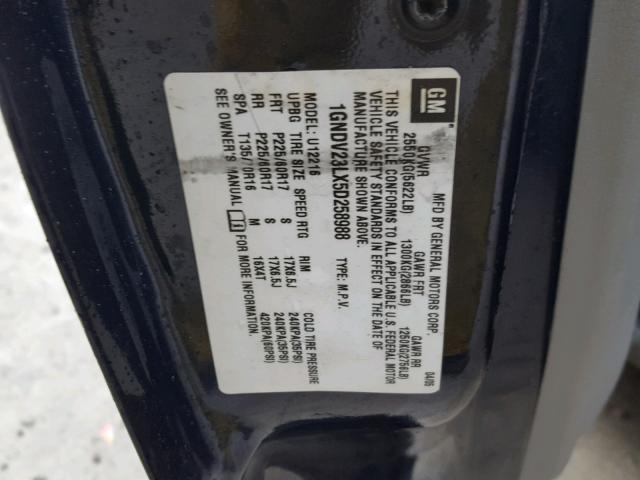 GM
MFD BY GENERAL MOTORS CORP. 04/05
GVWR GAWR FRT GAWR RR
2560KG(5622LB) 1300KG(2866LB) 1250KG(2756LB)
THIS VEHICLE CONFORMS TO ALL APPLICABLE U.S. FEDERAL MOTOR
VEHICLE SAFETY STANDARDS IN EFFECT ON THE DATE OF
MANUFACTURE SHOWN ABOVE.
1GNDV23LX5D258988 TYPE: M.P.V.
MODEL: U12216
UPBG TIRE SIZE SPEED RTG RIM COLD TIRE PRESSURE
FRT P225/60R17 S 17X6.5J 240KPA(35PSI)
RR P225/60R17 S 17X6.5J 240KPA(35PSI)
SPA T135/70R16 M 16X4T 420KPA(60PSI)
SEE OWNER'S MANUAL FOR MORE INFORMATION.